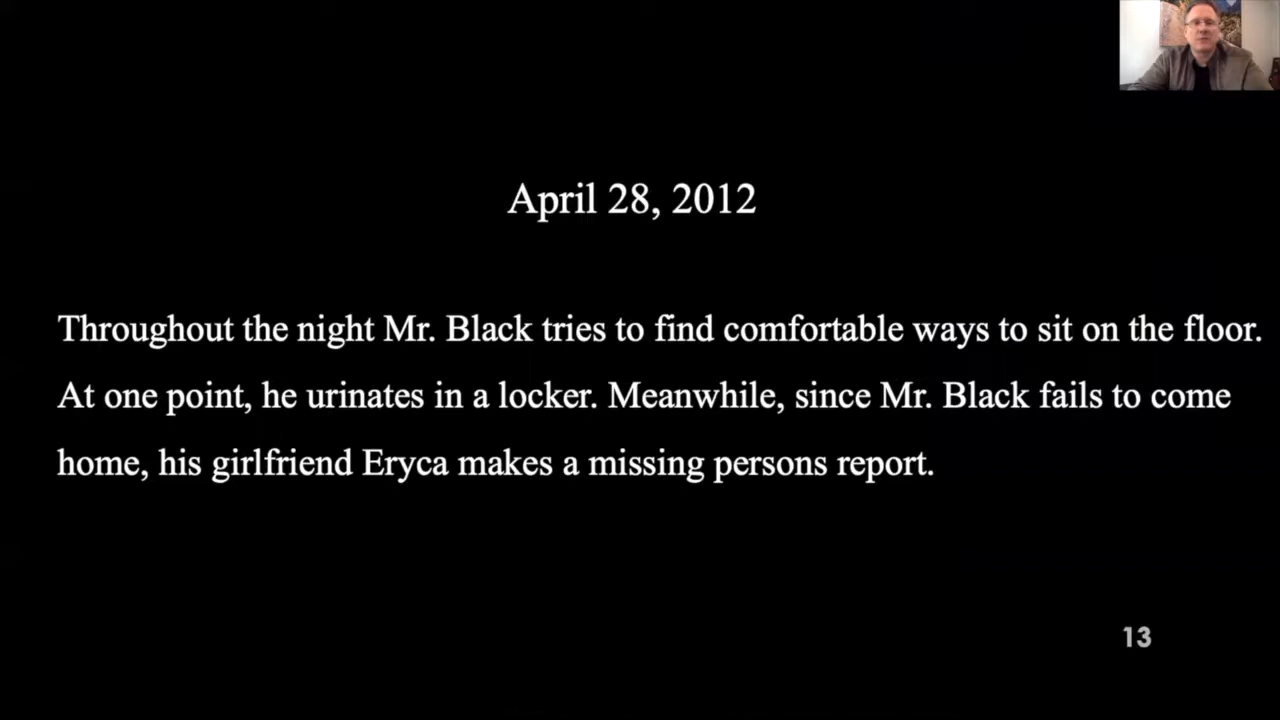 April 28, 2012
Throughout the night Mr. Black tries to find comfortable ways to sit on the floor.
At one point, he urinates in a locker. Meanwhile, since Mr. Black fails to come
home, his girlfriend Eryca makes a missing persons report.
13